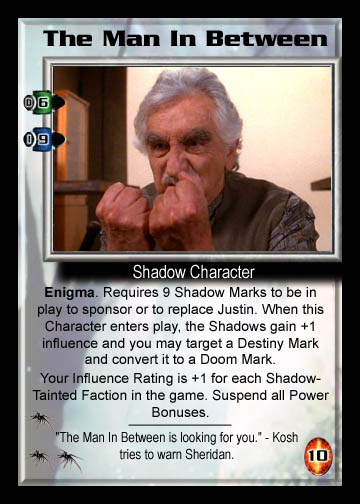 The Man In Between
D 6
D 9
Shadow Character
Enigma. Requires 9 Shadow Marks to be in
play to sponsor or to replace Justin. When this
Character enters play, the Shadows gain +1
influence and you may target a Destiny Mark
and convert it to a Doom Mark.
Your Influence Rating is +1 for each Shadow-
Tainted Faction in the game. Suspend all Power
Bonuses.
"The Man In Between is looking for you." - Kosh
tries to warn Sheridan.
10